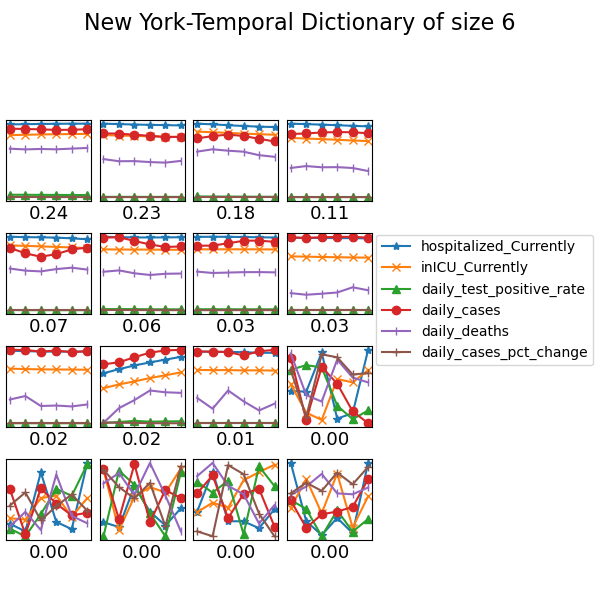 New York-Temporal Dictionary of size 6
0.24 0.23 0.18 0.11
0.07 0.06 0.03 0.03
hospitalized_Currently
inICU_Currently
daily_test_positive_rate
daily_cases
daily_deaths
daily_cases_pct_change
0.02 0.02 0.01 0.00
0.00 0.00 0.00 0.00